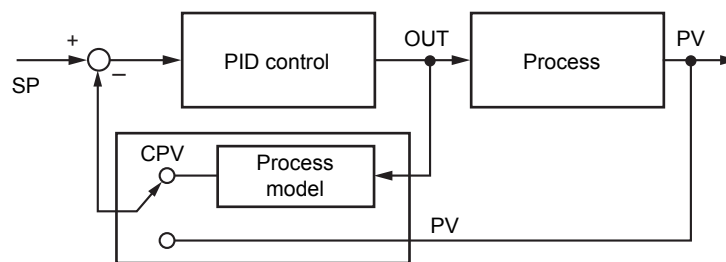 +
−
SP
PID control
OUT
Process
PV
CPV
Process
model
PV